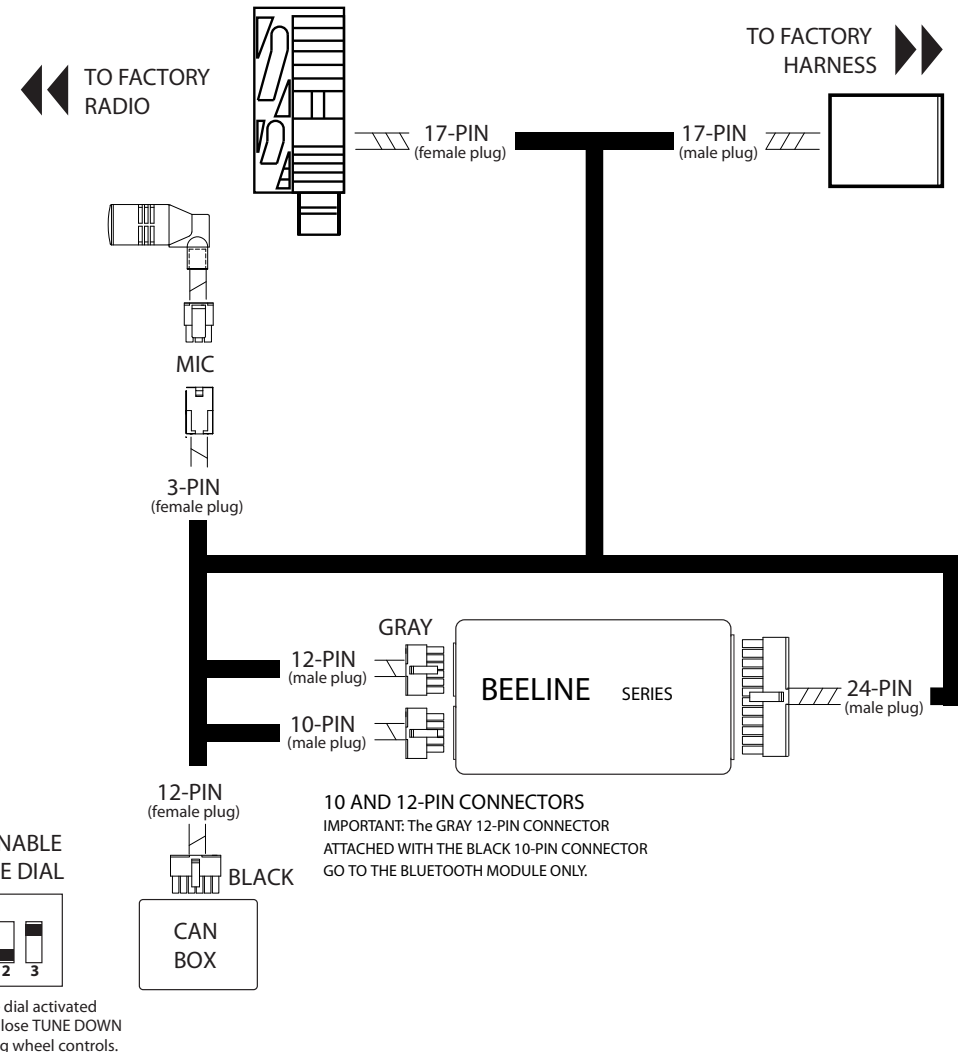 TO FACTORY
RADIO
TO FACTORY
HARNESS
17-PIN
(female plug)
17-PIN
(male plug)
MIC
3-PIN
(female plug)
GRAY
12-PIN
(male plug)
10-PIN
(male plug)
BEELINE SERIES
24-PIN
(male plug)
12-PIN
(female plug)
BLACK
CAN
BOX
10 AND 12-PIN CONNECTORS
IMPORTANT: The GRAY 12-PIN CONNECTOR
ATTACHED WITH THE BLACK 10-PIN CONNECTOR
GO TO THE BLUETOOTH MODULE ONLY.
NABLE
E DIAL
2 3
dial activated
lose TUNE DOWN
g wheel controls.